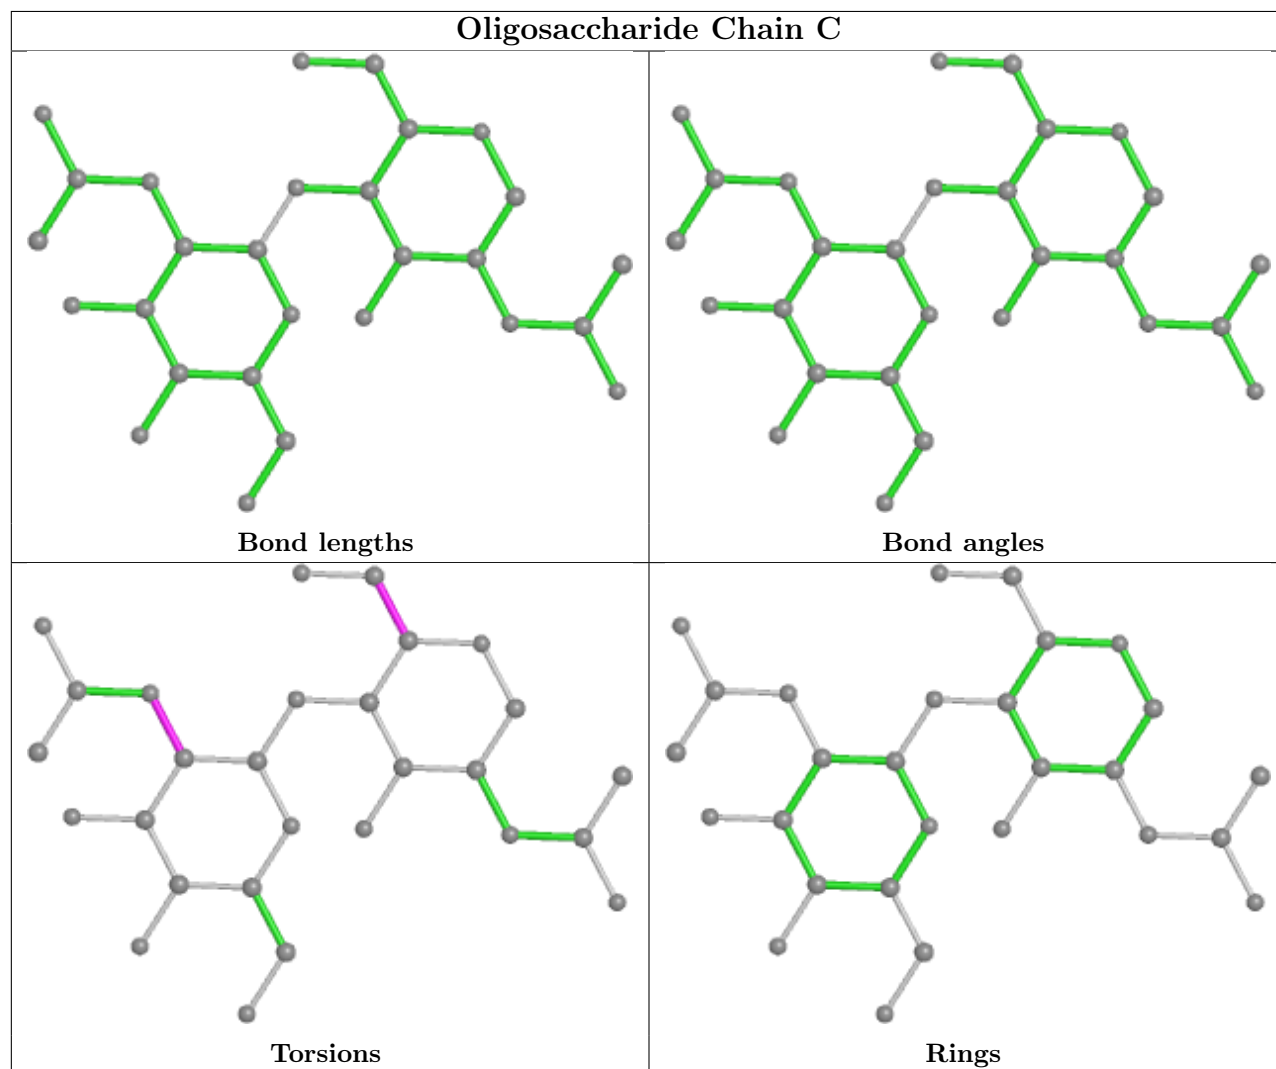 Oligosaccharide Chain C
Bond lengths
Bond angles
Torsions
Rings